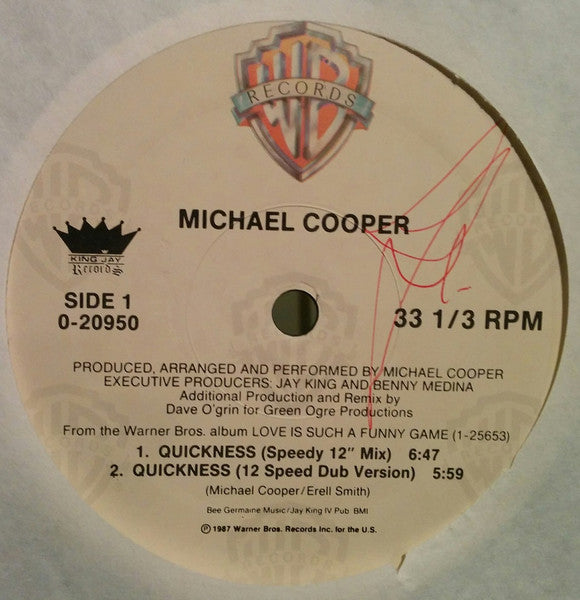 RECORDS
MICHAEL COOPER
KING JAY
Records
SIDE 1
0-20950
33 1/3 RPM
PRODUCED, ARRANGED AND PERFORMED BY MICHAEL COOPER
EXECUTIVE PRODUCERS: JAY KING AND BENNY MEDINA
Additional Production and Remix by
Dave O'grin for Green Ogre Productions
From the Warner Bros. album LOVE IS SUCH A FUNNY GAME (1-25653)
1. QUICKNESS (Speedy 12" Mix) 6:47
2. QUICKNESS (12 Speed Dub Version) 5:59
(Michael Cooper/Erell Smith)
Bee Germaine Music/Jay King IV Pub BMI
℗ 1987 Warner Bros. Records Inc. for the U.S.